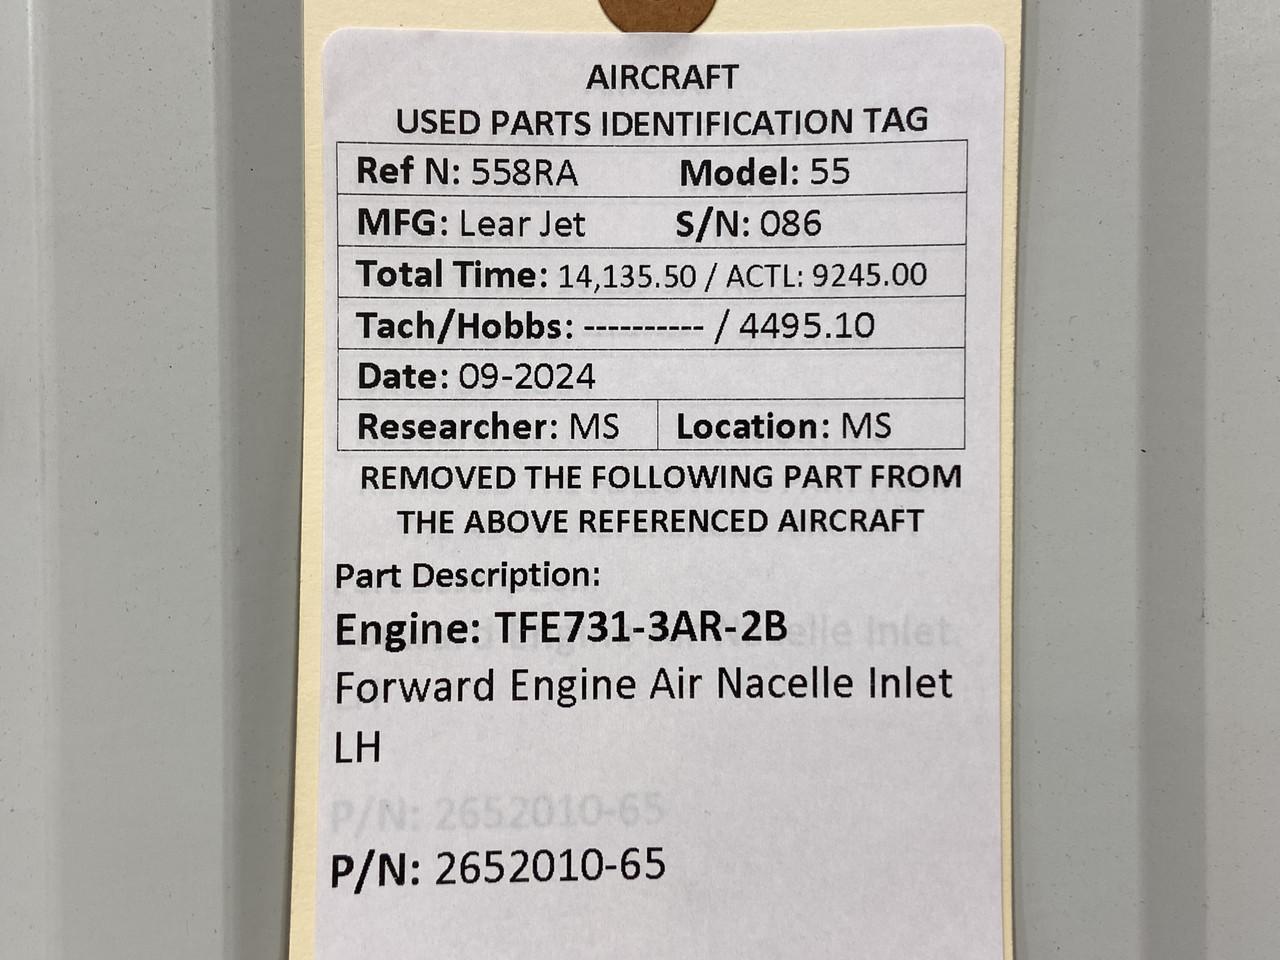 AIRCRAFT
USED PARTS IDENTIFICATION TAG
Ref N: 558RA Model: 55
MFG: Lear Jet S/N: 086
Total Time: 14,135.50 / ACTL: 9245.00
Tach/Hobbs: ---------- / 4495.10
Date: 09-2024
Researcher: MS Location: MS
REMOVED THE FOLLOWING PART FROM
THE ABOVE REFERENCED AIRCRAFT
Part Description:
Engine: TFE731-3AR-2B
Forward Engine Air Nacelle Inlet
LH
P/N: 2652010-65
P/N: 2652010-65